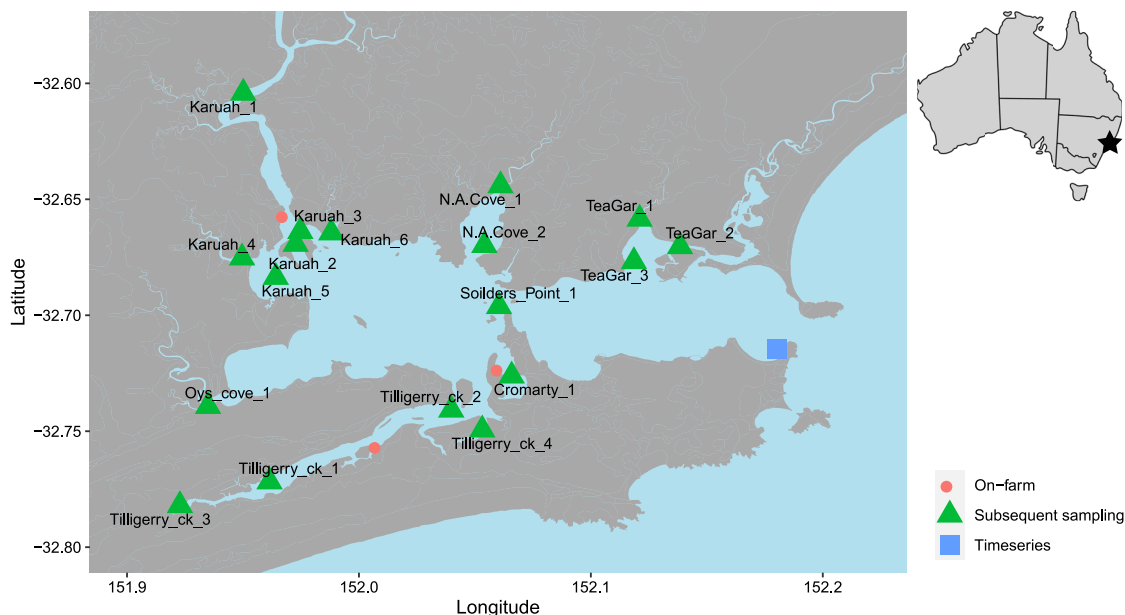 −32.60
−32.65
−32.70
−32.75
−32.80
Latitude
Karuah_1
Karuah_3
Karuah_6
Karuah_4
Karuah_2
Karuah_5
N.A.Cove_1
N.A.Cove_2
TeaGar_1
TeaGar_2
TeaGar_3
Soilders_Point_1
Cromarty_1
Oys_cove_1
Tilligerry_ck_2
Tilligerry_ck_4
Tilligerry_ck_1
Tilligerry_ck_3
151.9
152.0
152.1
152.2
Longitude
On−farm
Subsequent sampling
Timeseries